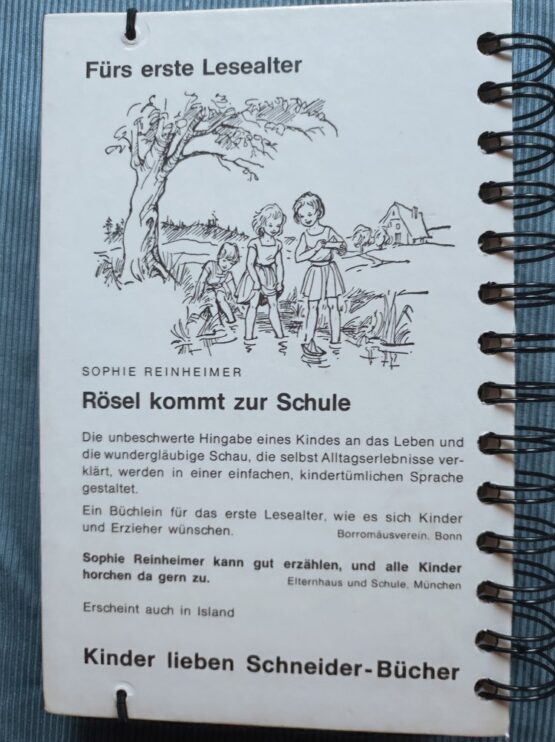 Fürs erste Lesealter
SOPHIE REINHEIMER
Rösel kommt zur Schule
Die unbeschwerte Hingabe eines Kindes an das Leben und
die wundergläubige Schau, die selbst Alltagserlebnisse ver-
klärt, werden in einer einfachen, kindertümlichen Sprache
gestaltet.
Ein Büchlein für das erste Lesealter, wie es sich Kinder
und Erzieher wünschen. Borromäusverein, Bonn
Sophie Reinheimer kann gut erzählen, und alle Kinder
horchen da gern zu. Elternhaus und Schule, München
Erscheint auch in Island
Kinder lieben Schneider-Bücher